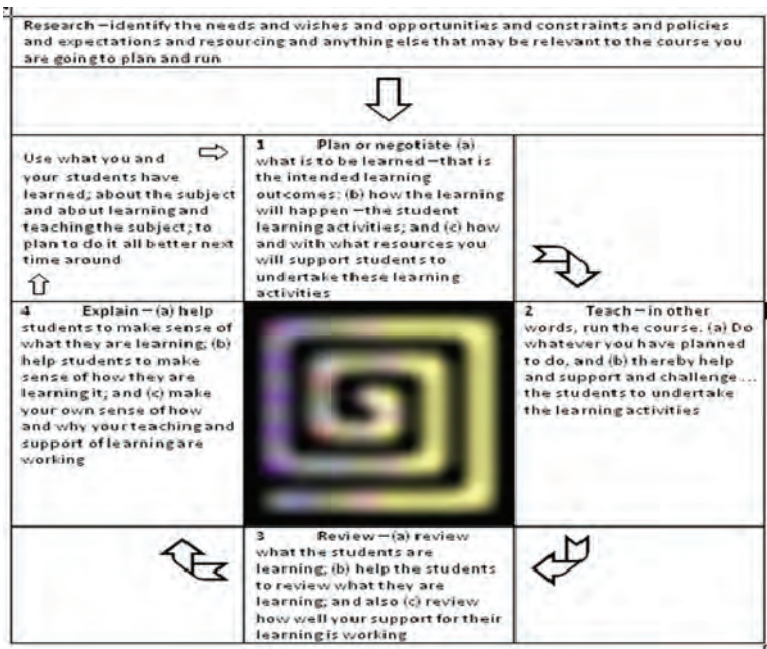 Research – identify the needs and wishes and opportunities and constraints and policies
and expectations and resourcing and anything else that may be relevant to the course you
are going to plan and run
Use what you and
your students have
learned; about the subject
and about learning and
teaching the subject; to
plan to do it all better next
time around
1 Plan or negotiate (a)
what is to be learned – that is
the intended learning
outcomes: (b) how the learning
will happen – the student
learning activities; and (c) how
and with what resources you
will support students to
undertake these learning
activities
2 Teach – in other
words, run the course. (a) Do
whatever you have planned
to do, and (b) thereby help
and support and challenge ...
the students to undertake
the learning activities
3 Review – (a) review
what the students are
learning; (b) help the students
to review what they are
learning; and also (c) review
how well your support for their
learning is working
4 Explain – (a) help
students to make sense of
what they are learning; (b)
help students to make
sense of how they are
learning it; and (c) make
your own sense of how
and why your teaching and
support of learning are
working